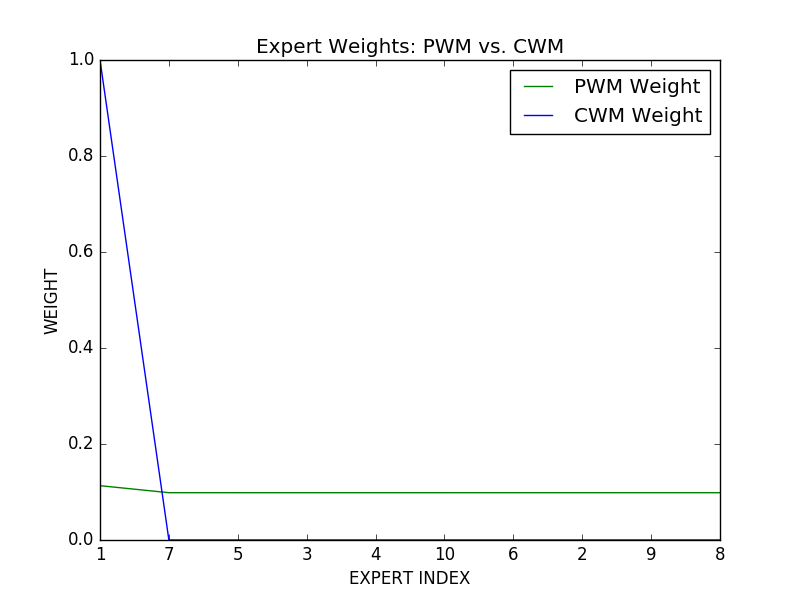 Expert Weights: PWM vs. CWM
PWM Weight
CWM Weight
1.0
0.8
0.6
0.4
0.2
0.0
WEIGHT
1 7 5 3 4 10 6 2 9 8
EXPERT INDEX